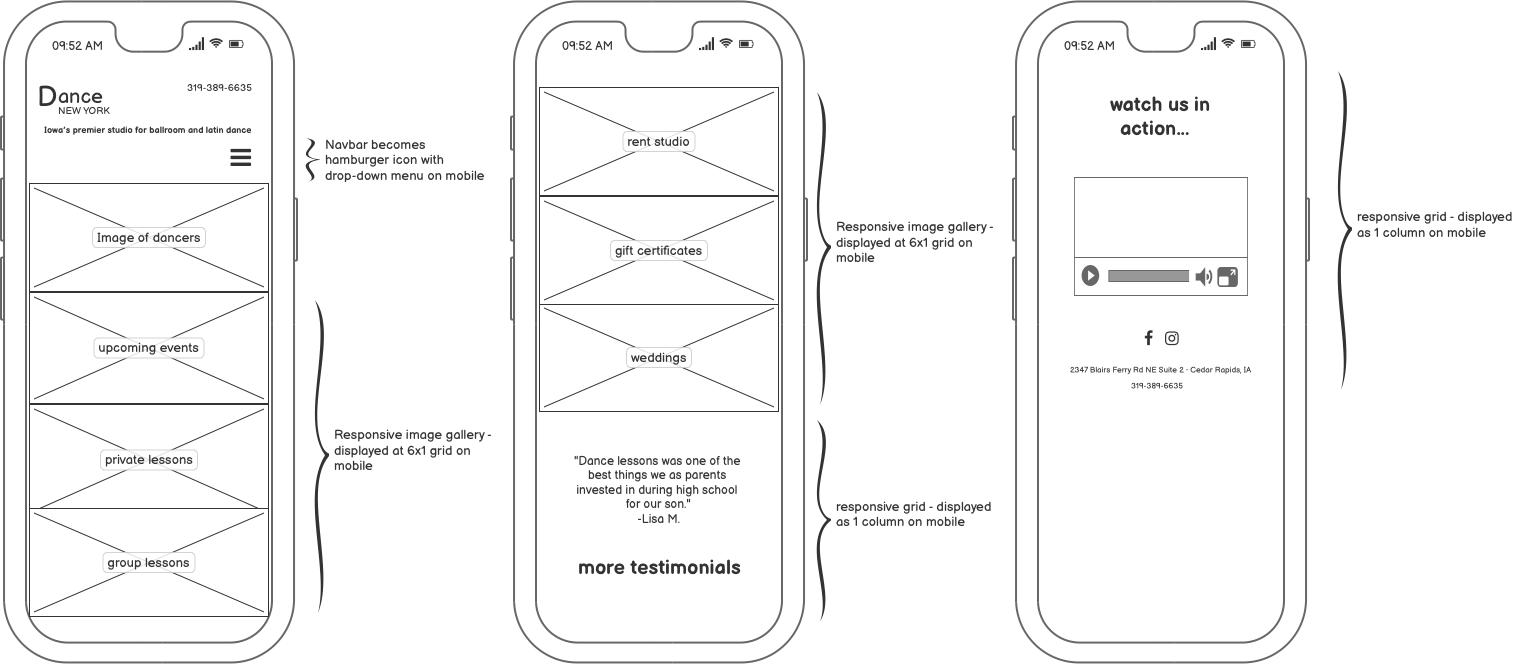 09:52 AM
Dance
NEW YORK
319-389-6635
Iowa's premier studio for ballroom and latin dance
Navbar becomes
hamburger icon with
drop-down menu on mobile
Image of dancers
upcoming events
private lessons
group lessons
Responsive image gallery -
displayed at 6x1 grid on
mobile
09:52 AM
rent studio
gift certificates
weddings
Responsive image gallery -
displayed at 6x1 grid on
mobile
"Dance lessons was one of the
best things we as parents
invested in during high school
for our son."
-Lisa M.
more testimonials
responsive grid - displayed
as 1 column on mobile
09:52 AM
watch us in
action...
2347 Blairs Ferry Rd NE Suite 2 - Cedar Rapids, IA
319-389-6635
responsive grid - displayed
as 1 column on mobile